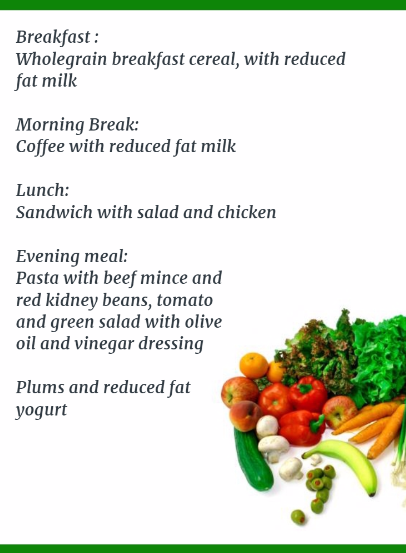 Breakfast :
Wholegrain breakfast cereal, with reduced
fat milk
Morning Break:
Coffee with reduced fat milk
Lunch:
Sandwich with salad and chicken
Evening meal:
Pasta with beef mince and
red kidney beans, tomato
and green salad with olive
oil and vinegar dressing
Plums and reduced fat
yogurt